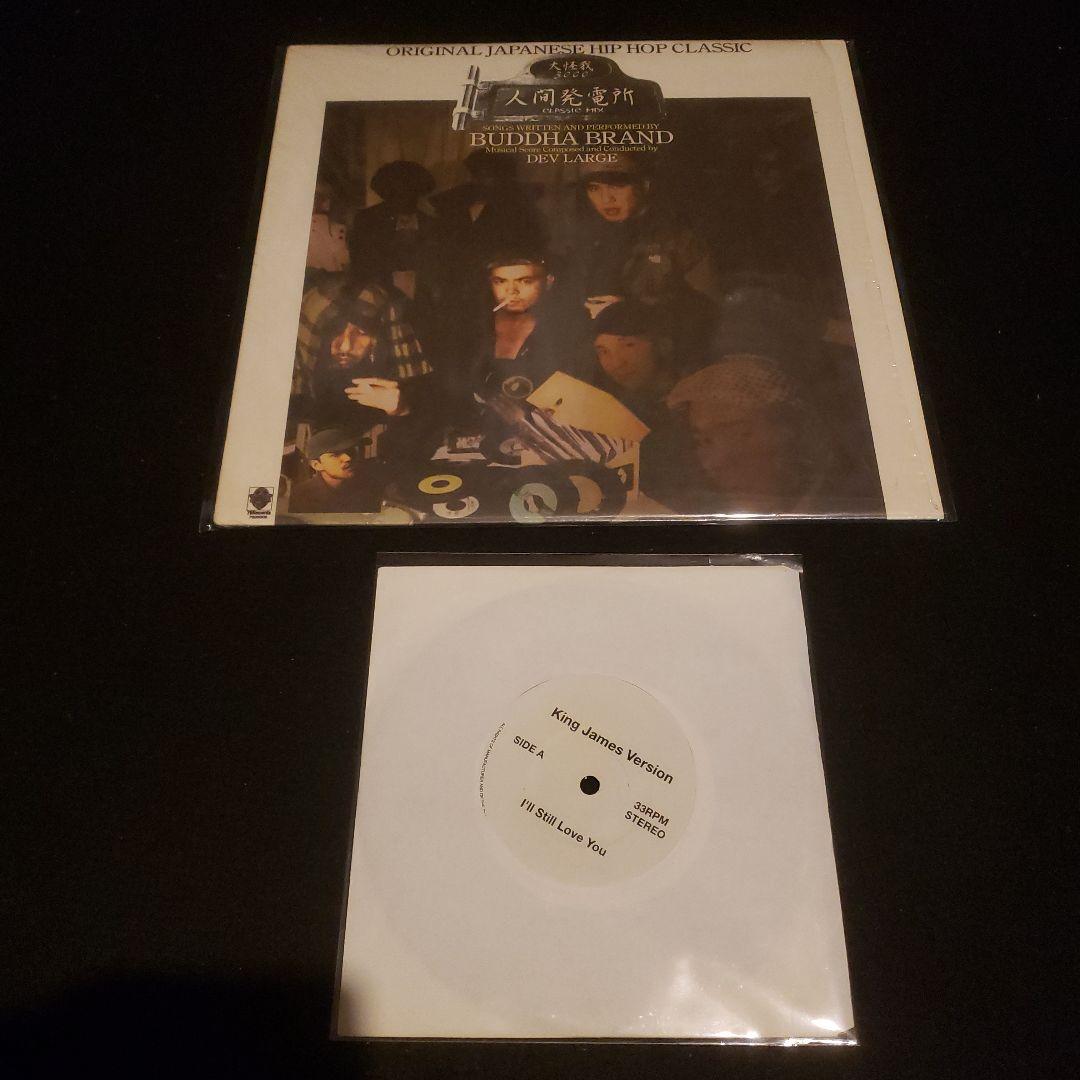 ORIGINAL JAPANESE HIP HOP CLASSIC
大怪我
3000
人間発電所
CLASSIC MIX
SONGS WRITTEN AND PERFORMED BY
BUDDHA BRAND
Musical Score Composed and Conducted by
DEV LARGE
King James Version
SIDE A
33RPM
STEREO
I'll Still Love You